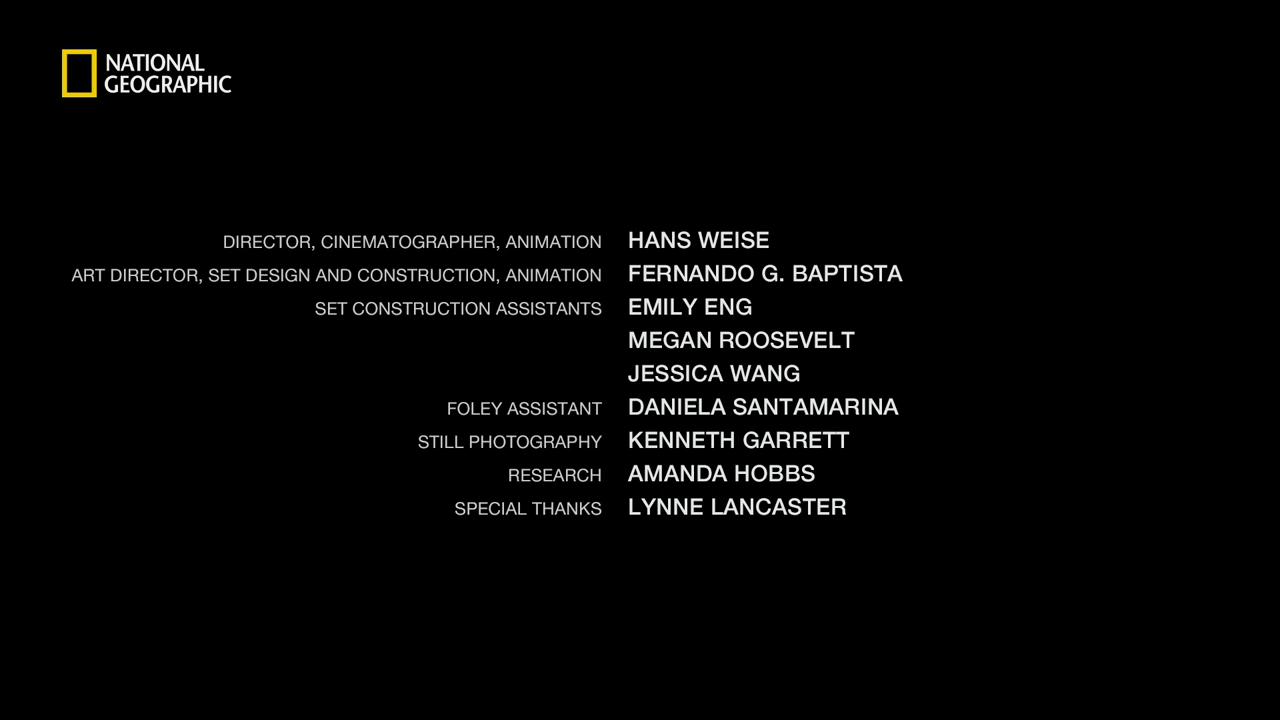 NATIONAL
GEOGRAPHIC
DIRECTOR, CINEMATOGRAPHER, ANIMATION HANS WEISE
ART DIRECTOR, SET DESIGN AND CONSTRUCTION, ANIMATION FERNANDO G. BAPTISTA
SET CONSTRUCTION ASSISTANTS EMILY ENG
MEGAN ROOSEVELT
JESSICA WANG
FOLEY ASSISTANT DANIELA SANTAMARINA
STILL PHOTOGRAPHY KENNETH GARRETT
RESEARCH AMANDA HOBBS
SPECIAL THANKS LYNNE LANCASTER